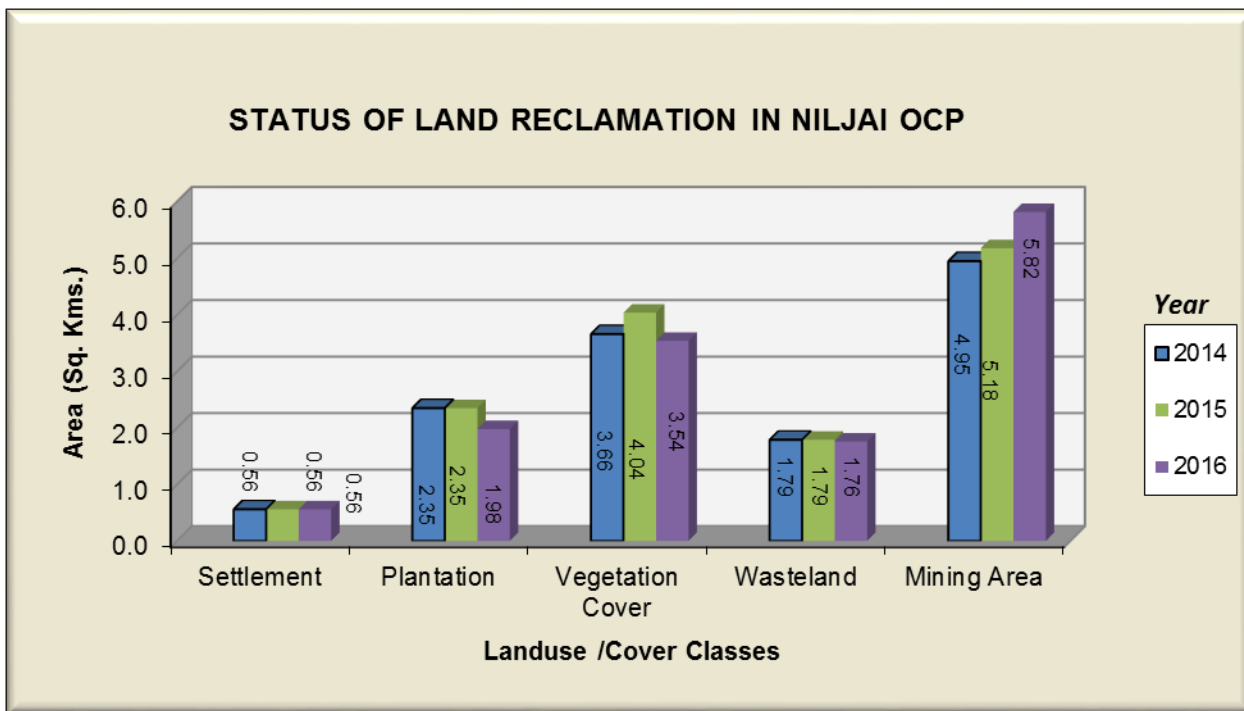 STATUS OF LAND RECLAMATION IN NILJAI OCP
6.0
5.0
4.0
3.0
2.0
1.0
0.0
Area (Sq. Kms.)
0.56
0.56
0.56
2.35
2.35
1.98
3.66
4.04
3.54
1.79
1.79
1.76
4.95
5.18
5.82
Settlement
Plantation
Vegetation
Cover
Wasteland
Mining Area
Landuse /Cover Classes
Year
2014
2015
2016